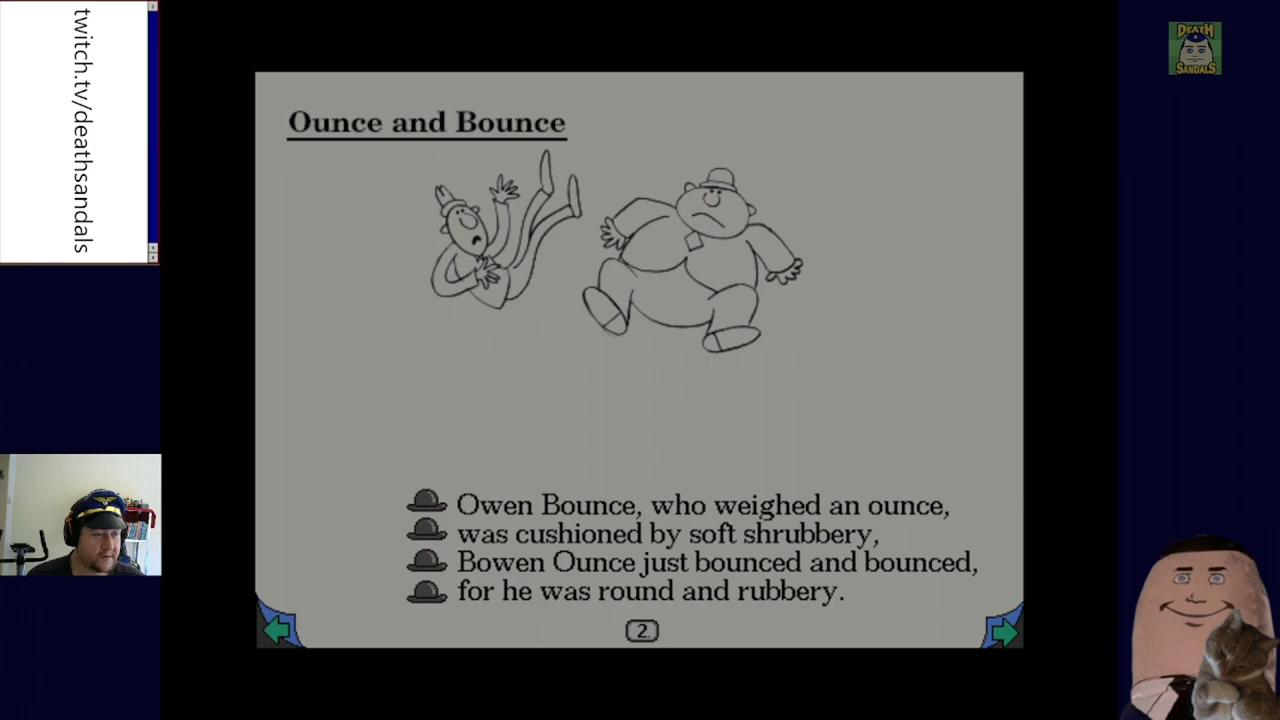 twitch.tv/deathsandals
DEATH
SANDALS
Ounce and Bounce
Owen Bounce, who weighed an ounce,
was cushioned by soft shrubbery,
Bowen Ounce just bounced and bounced,
for he was round and rubbery.
2